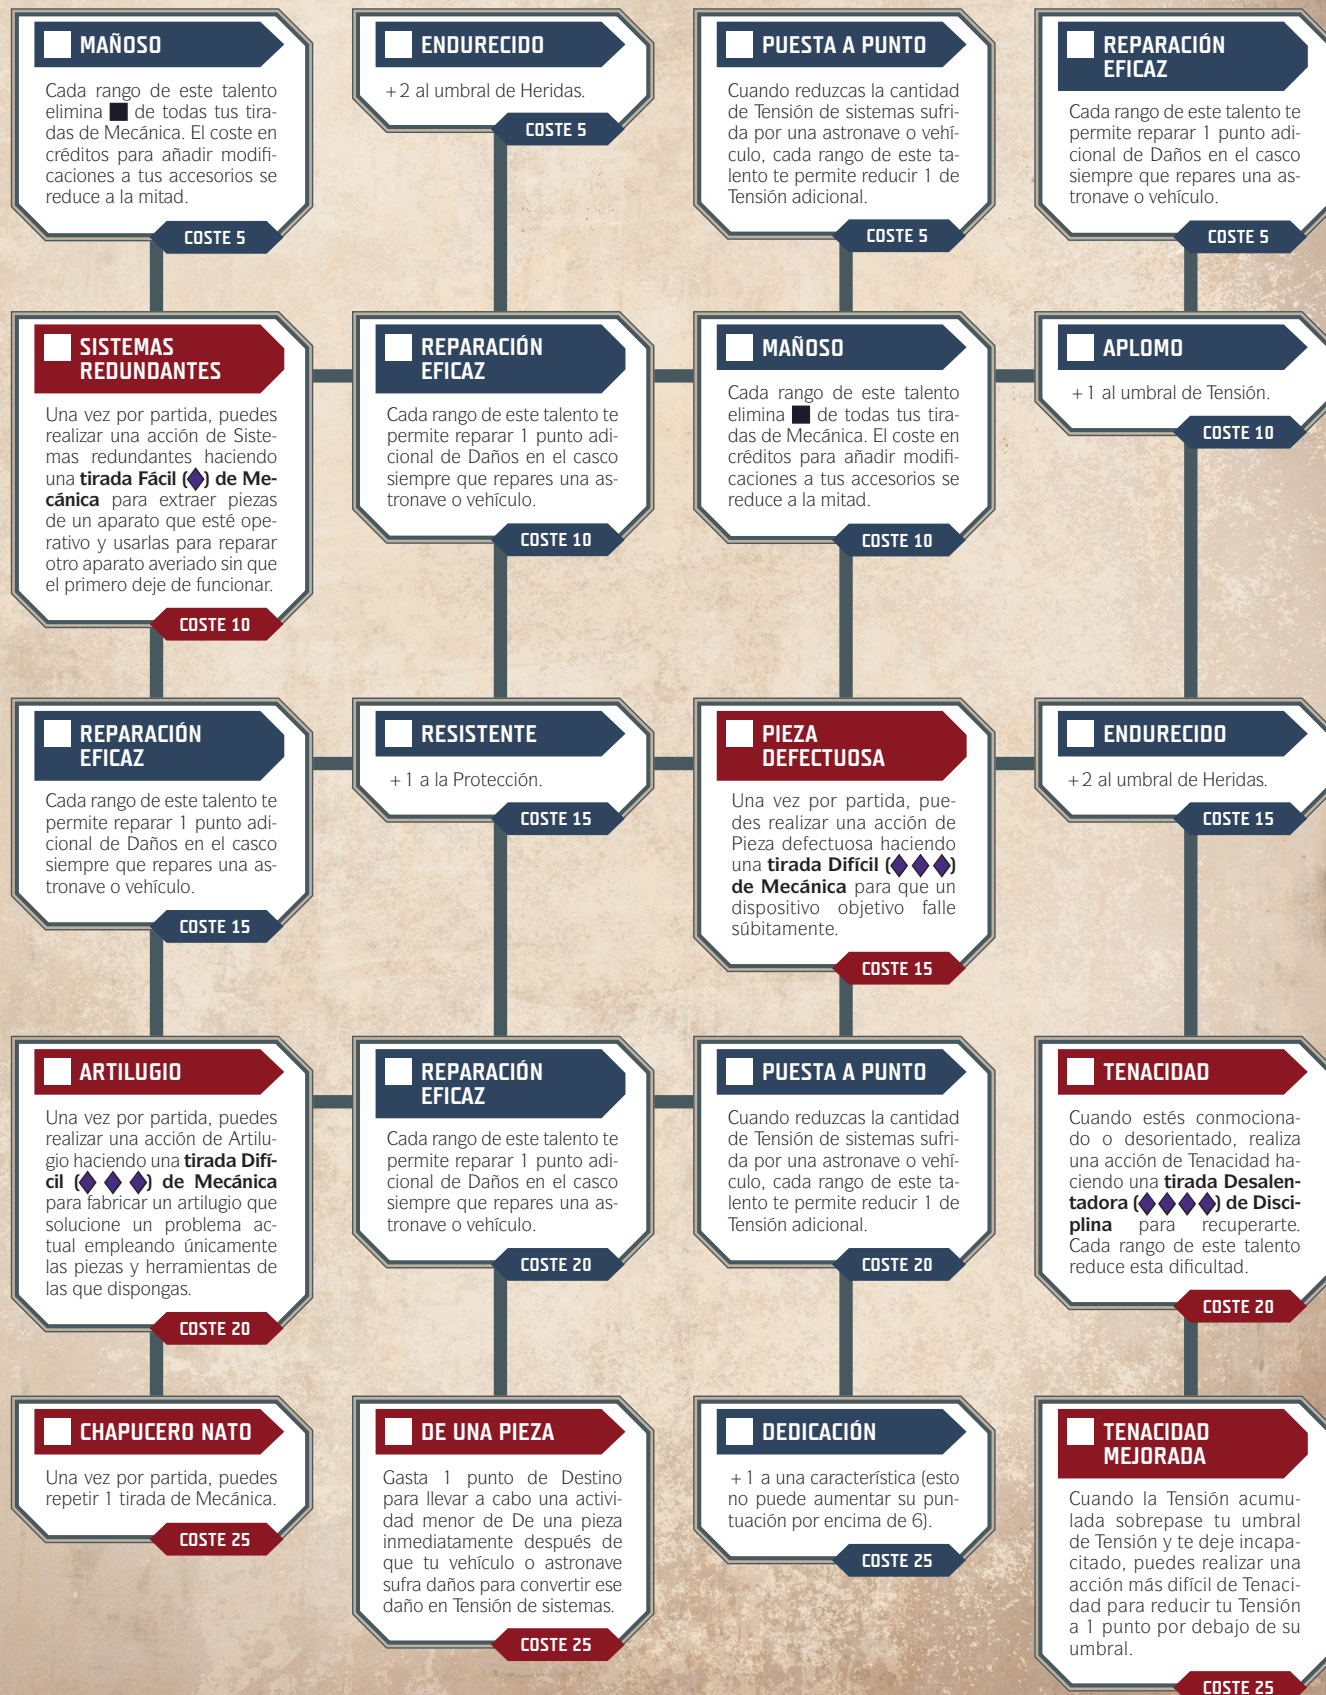 MAÑOSO
Cada rango de este talento
elimina de todas tus tira-
das de Mecánica. El coste en
créditos para añadir modifi-
caciones a tus accesorios se
reduce a la mitad.
COSTE 5
ENDURECIDO
+2 al umbral de Heridas.
COSTE 5
PUESTA A PUNTO
Cuando reduzcas la cantidad
de Tensión de sistemas sufri-
da por una astronave o vehí-
culo, cada rango de este ta-
lento te permite reducir 1 de
Tensión adicional.
COSTE 5
REPARACIÓN
EFICAZ
Cada rango de este talento te
permite reparar 1 punto adi-
cional de Daños en el casco
siempre que repares una as-
tronave o vehículo.
COSTE 5
SISTEMAS
REDUNDANTES
Una vez por partida, puedes
realizar una acción de Siste-
mas redundantes haciendo
una tirada Fácil (◆) de Me-
cánica para extraer piezas
de un aparato que esté ope-
rativo y usarlas para reparar
otro aparato averiado sin que
el primero deje de funcionar.
COSTE 10
REPARACIÓN
EFICAZ
Cada rango de este talento te
permite reparar 1 punto adi-
cional de Daños en el casco
siempre que repares una as-
tronave o vehículo.
COSTE 10
MAÑOSO
Cada rango de este talento
elimina de todas tus tira-
das de Mecánica. El coste en
créditos para añadir modifi-
caciones a tus accesorios se
reduce a la mitad.
COSTE 10
APLOMO
+1 al umbral de Tensión.
COSTE 10
REPARACIÓN
EFICAZ
Cada rango de este talento te
permite reparar 1 punto adi-
cional de Daños en el casco
siempre que repares una as-
tronave o vehículo.
COSTE 15
RESISTENTE
+1 a la Protección.
COSTE 15
PIEZA
DEFECTUOSA
Una vez por partida, pue-
des realizar una acción de
Pieza defectuosa haciendo
una tirada Difícil (◆◆◆)
de Mecánica para que un
dispositivo objetivo falle
súbitamente.
COSTE 15
ENDURECIDO
+2 al umbral de Heridas.
COSTE 15
ARTILUGIO
Una vez por partida, puedes
realizar una acción de Artilu-
gio haciendo una tirada Difí-
cil (◆◆◆) de Mecánica
para fabricar un artilugio que
solucione un problema ac-
tual empleando únicamente
las piezas y herramientas de
las que dispongas.
COSTE 20
REPARACIÓN
EFICAZ
Cada rango de este talento te
permite reparar 1 punto adi-
cional de Daños en el casco
siempre que repares una as-
tronave o vehículo.
COSTE 20
PUESTA A PUNTO
Cuando reduzcas la cantidad
de Tensión de sistemas sufri-
da por una astronave o vehí-
culo, cada rango de este ta-
lento te permite reducir 1 de
Tensión adicional.
COSTE 20
TENACIDAD
Cuando estés conmociona-
do o desorientado, realiza
una acción de Tenacidad ha-
ciendo una tirada Desalen-
tadora (◆◆◆◆) de Disci-
plina para recuperarte.
Cada rango de este talento
reduce esta dificultad.
COSTE 20
CHAPUCERO NATO
Una vez por partida, puedes
repetir 1 tirada de Mecánica.
COSTE 25
DE UNA PIEZA
Gasta 1 punto de Destino
para llevar a cabo una activi-
dad menor de De una pieza
inmediatamente después de
que tu vehículo o astronave
sufra daños para convertir ese
daño en Tensión de sistemas.
COSTE 25
DEDICACIÓN
+1 a una característica (esto
no puede aumentar su pun-
tuación por encima de 6).
COSTE 25
TENACIDAD
MEJORADA
Cuando la Tensión acumu-
lada sobrepase tu umbral
de Tensión y te deje incapa-
citado, puedes realizar una
acción más difícil de Tenaci-
dad para reducir tu Tensión
a 1 punto por debajo de su
umbral.
COSTE 25